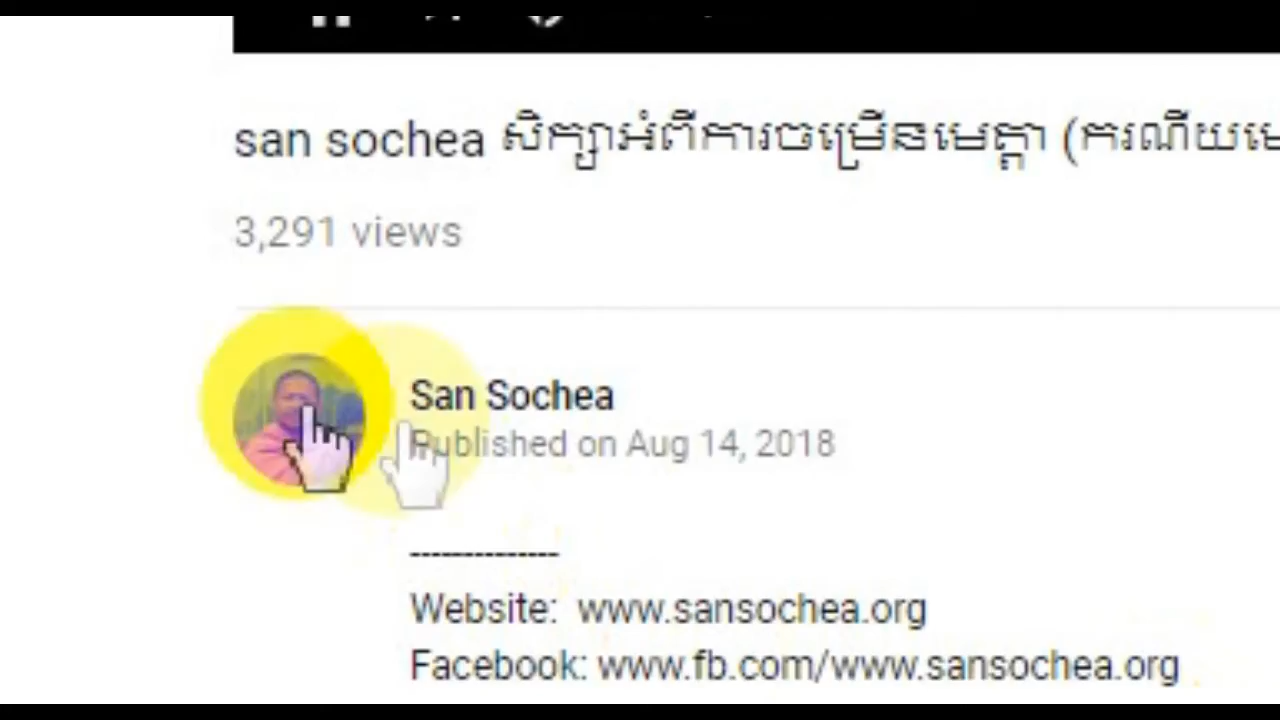 san sochea សិក្សាអំពីការចម្រើនមេត្តា (ករណីយមេ
3,291 views
San Sochea
Published on Aug 14, 2018
---------------
Website: www.sansochea.org
Facebook: www.fb.com/www.sansochea.org